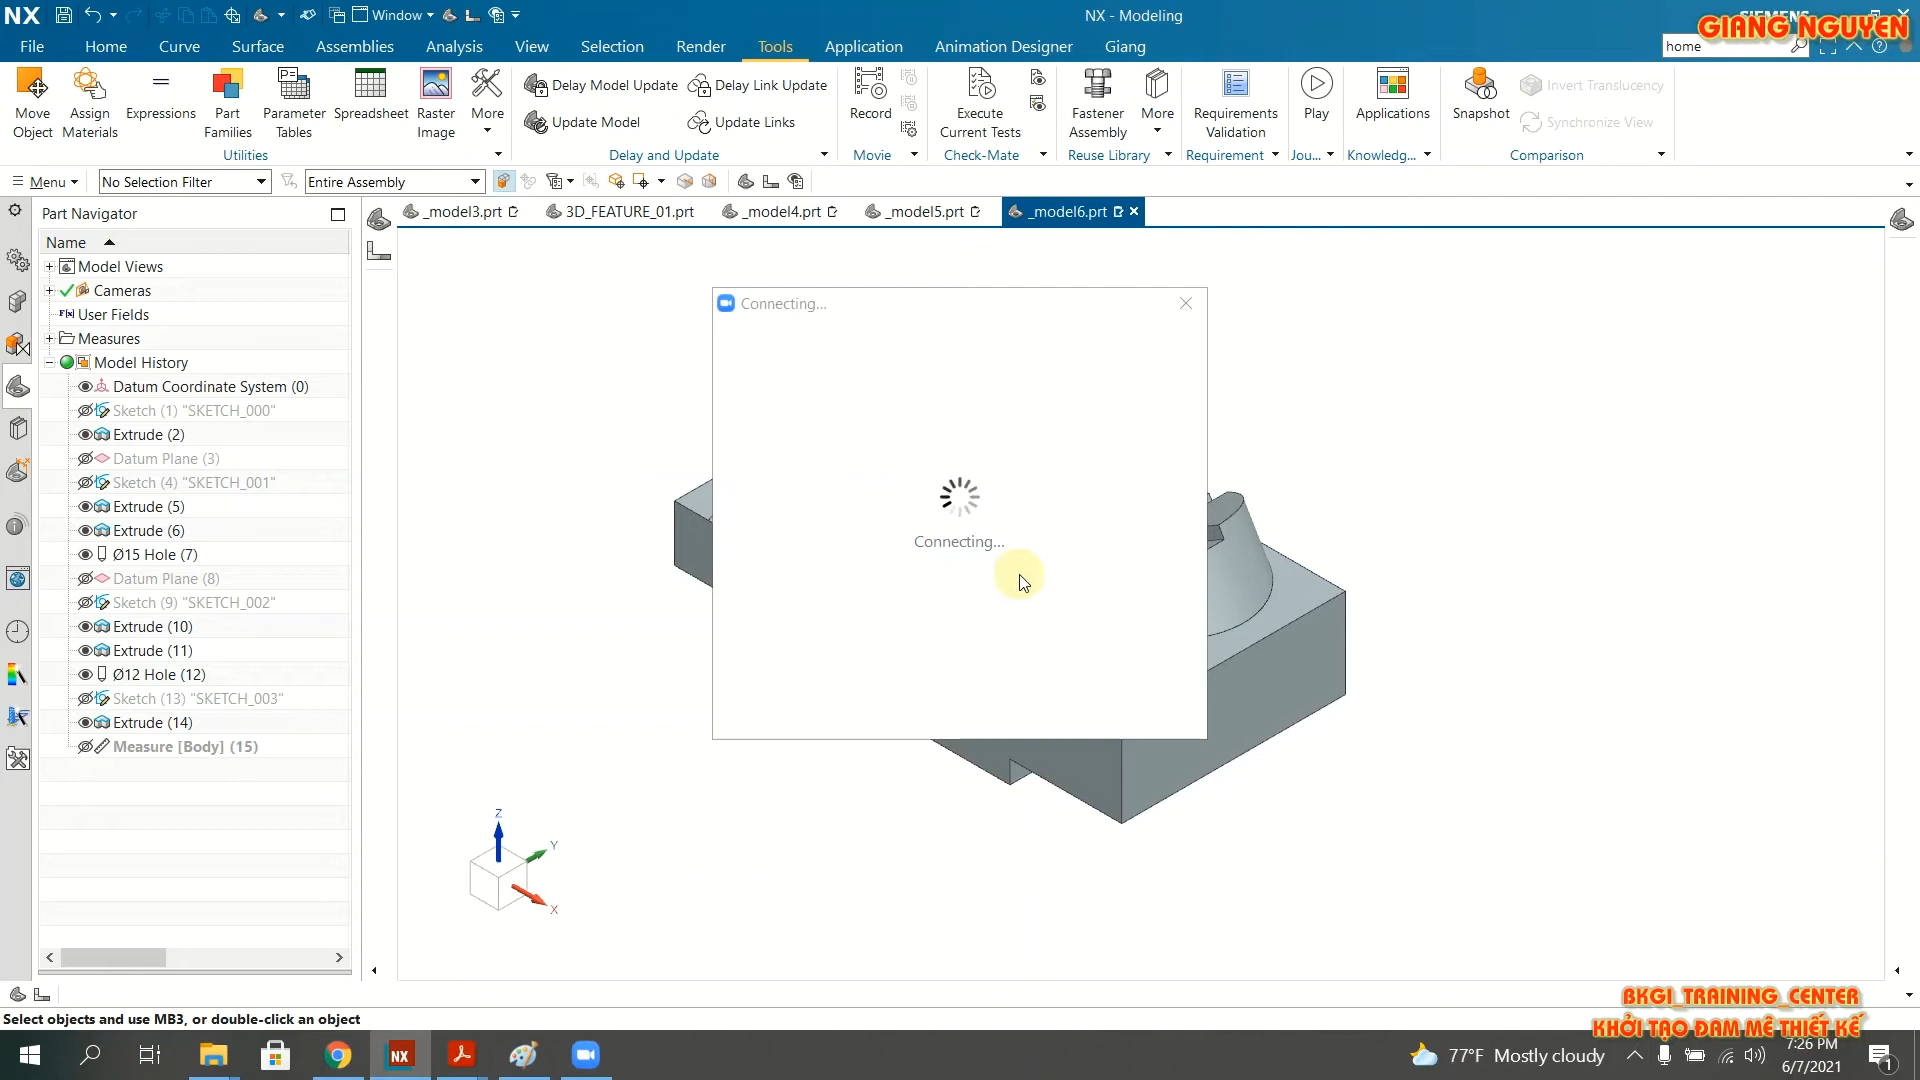 NX
Window
NX - Modeling
GIANG NGUYEN
File
Home
Curve
Surface
Assemblies
Analysis
View
Selection
Render
Tools
Application
Animation Designer
Giang
home
Move Object
Assign Materials
Expressions
Part Families
Parameter Tables
Spreadsheet
Raster Image
More
Delay Model Update
Delay Link Update
Update Model
Update Links
Record
Execute Current Tests
Fastener Assembly
More
Requirements Validation
Play
Applications
Snapshot
Invert Translucency
Synchronize View
Utilities
Delay and Update
Movie
Check-Mate
Reuse Library
Requirement
Jou...
Knowledg...
Comparison
Menu
No Selection Filter
Entire Assembly
Part Navigator
_model3.prt
3D_FEATURE_01.prt
_model4.prt
_model5.prt
_model6.prt
Name
Model Views
Cameras
User Fields
Measures
Model History
Datum Coordinate System (0)
Sketch (1) "SKETCH_000"
Extrude (2)
Datum Plane (3)
Sketch (4) "SKETCH_001"
Extrude (5)
Extrude (6)
Ø15 Hole (7)
Datum Plane (8)
Sketch (9) "SKETCH_002"
Extrude (10)
Extrude (11)
Ø12 Hole (12)
Sketch (13) "SKETCH_003"
Extrude (14)
Measure [Body] (15)
Connecting...
Connecting...
Z
Y
X
BKGI_TRAINING_CENTER
KHỞI TẠO ĐAM MÊ THIẾT KẾ
Select objects and use MB3, or double-click an object
NX
77°F Mostly cloudy
7:26 PM
6/7/2021
1